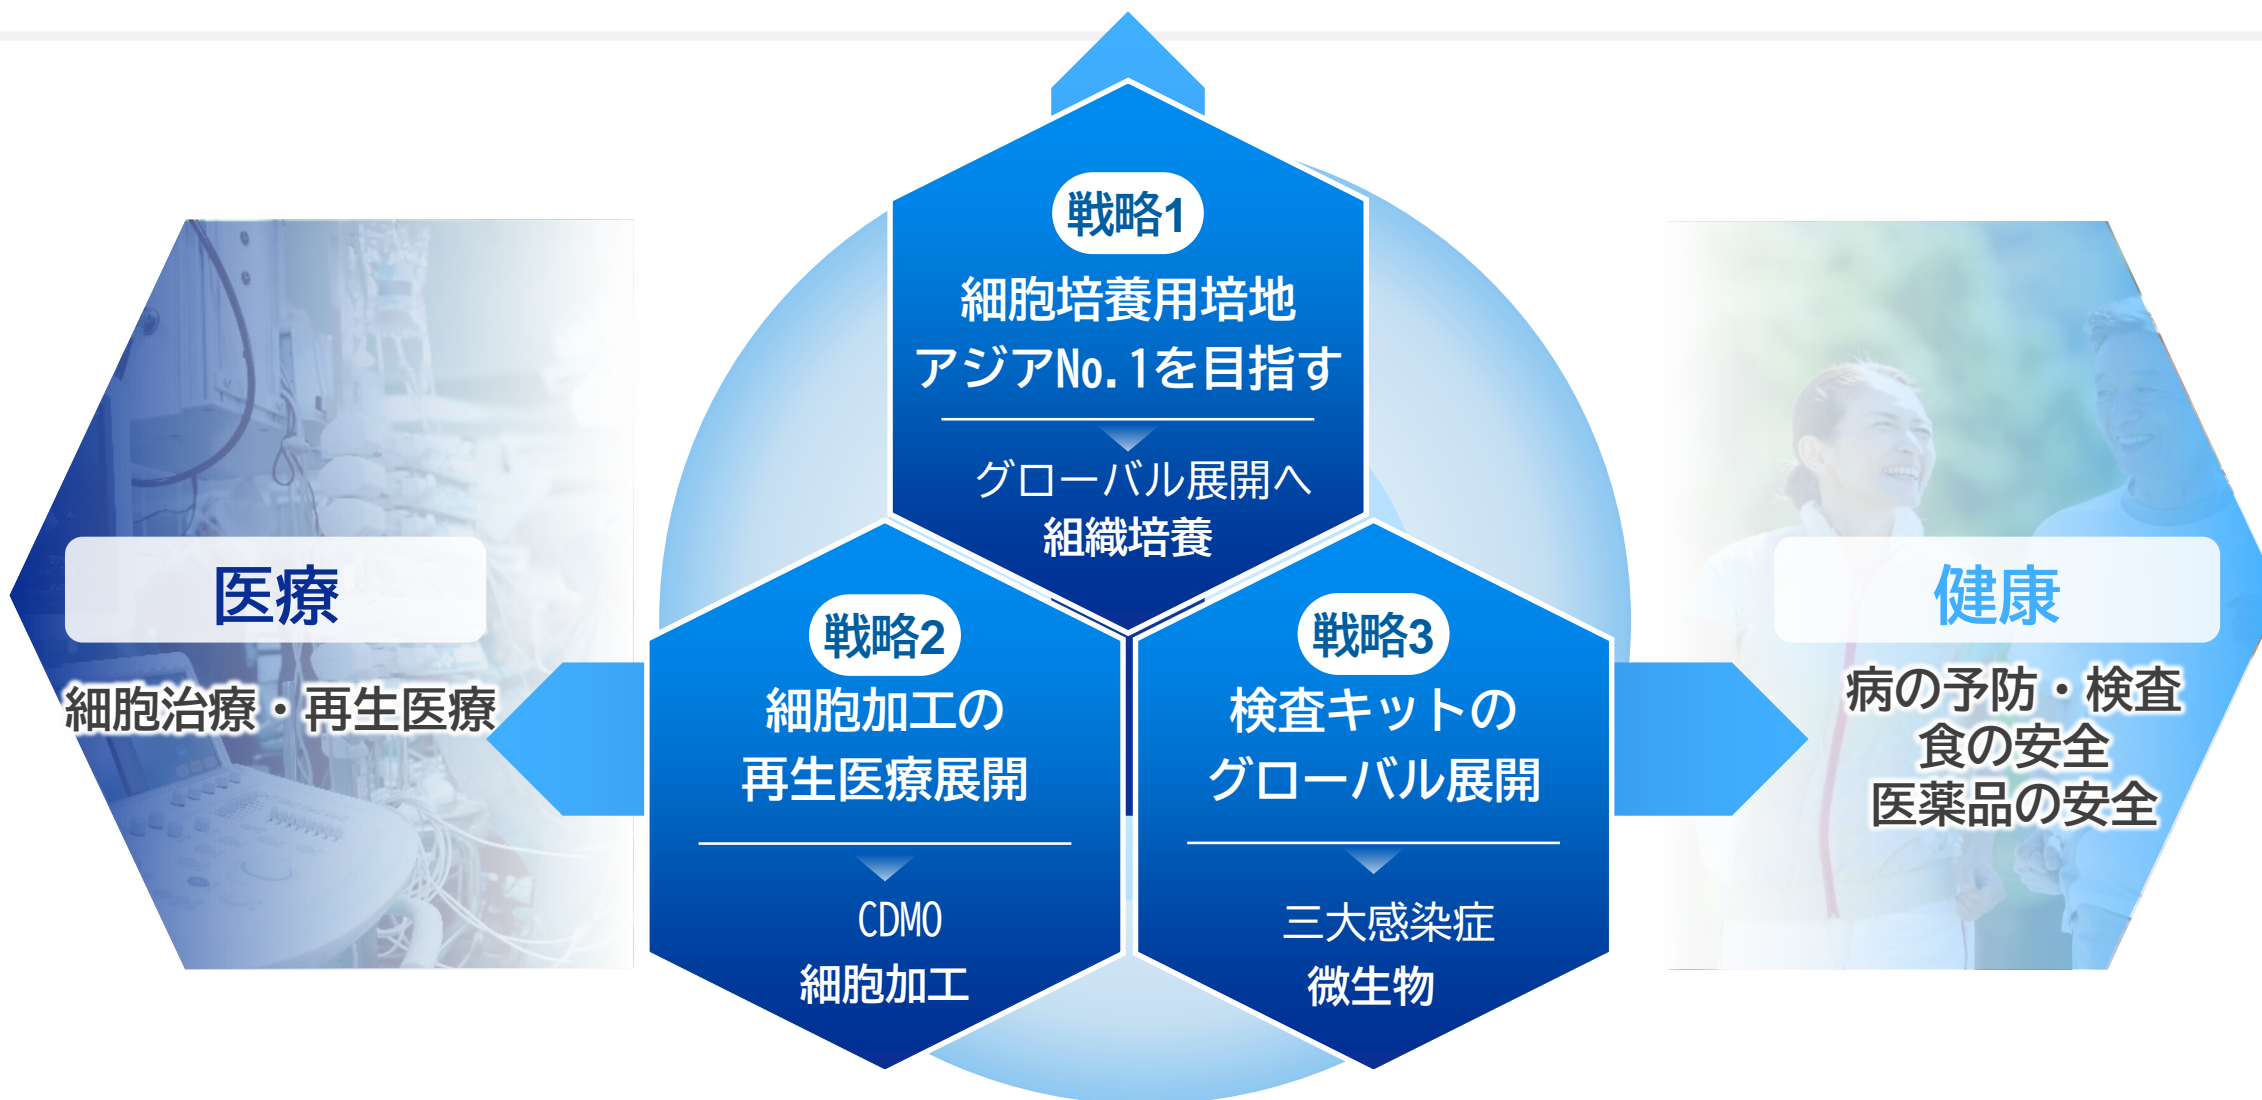 戦略1
細胞培養用培地
アジアNo.1を目指す
グローバル展開へ
組織培養
医療
細胞治療・再生医療
戦略2
細胞加工の
再生医療展開
CDMO
細胞加工
戦略3
検査キットの
グローバル展開
三大感染症
微生物
健康
病の予防・検査
食の安全
医薬品の安全